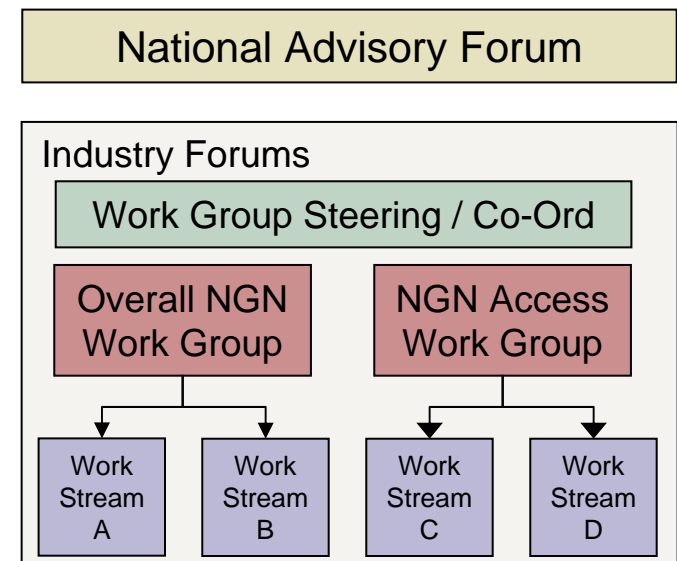 National Advisory Forum
Industry Forums
Work Group Steering / Co-Ord
Overall NGN
Work Group
NGN Access
Work Group
Work
Stream
A
Work
Stream
B
Work
Stream
C
Work
Stream
D